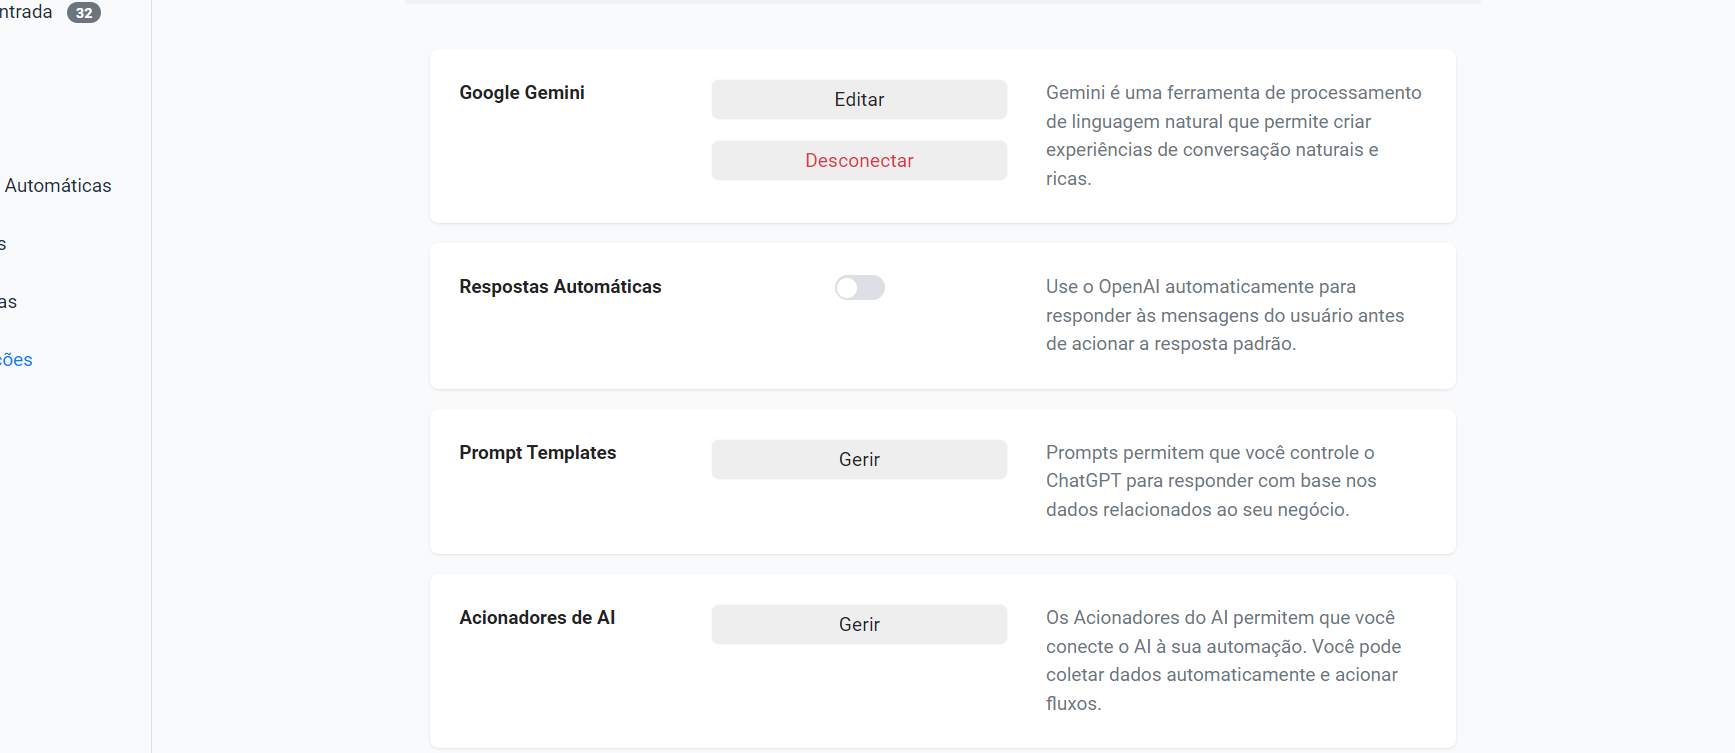 ntrada 32
Automáticas
s
as
ções
Google Gemini
Editar
Desconectar
Gemini é uma ferramenta de processamento
de linguagem natural que permite criar
experiências de conversação naturais e
ricas.
Respostas Automáticas
Use o OpenAI automaticamente para
responder às mensagens do usuário antes
de acionar a resposta padrão.
Prompt Templates
Gerir
Prompts permitem que você controle o
ChatGPT para responder com base nos
dados relacionados ao seu negócio.
Acionadores de AI
Gerir
Os Acionadores do AI permitem que você
conecte o AI à sua automação. Você pode
coletar dados automaticamente e acionar
fluxos.